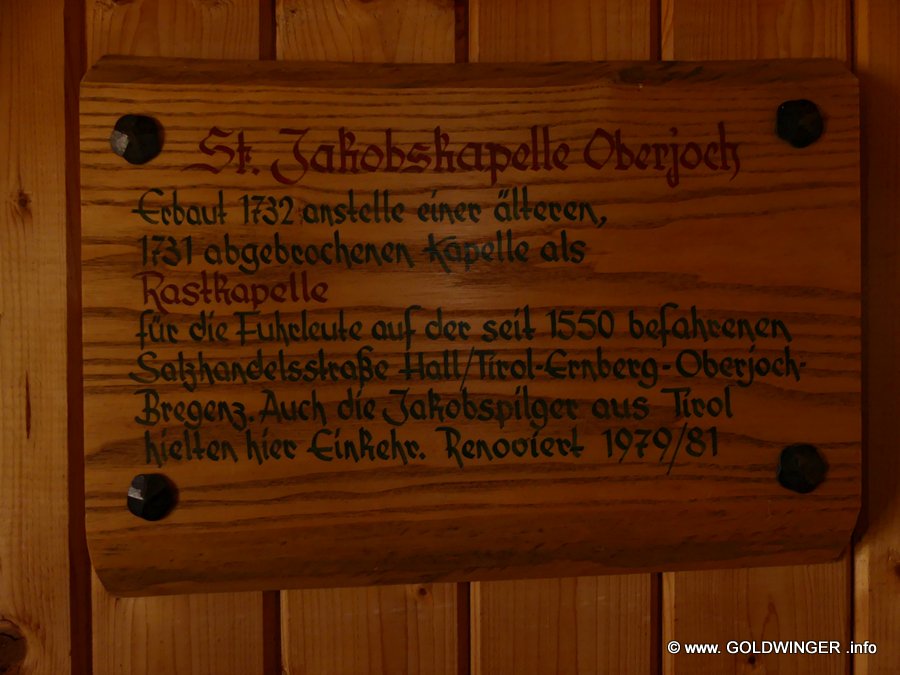 St. Jakobskapelle Oberjoch
Erbaut 1732 anstelle einer älteren,
1731 abgebrochenen Kapelle als
Rastkapelle
für die Fuhrleute auf der seit 1550 befahrenen
Salzhandelsstraße Hall/Tirol-Ernberg-Oberjoch-
Bregenz. Auch die Jakobspilger aus Tirol
hielten hier Einkehr. Renoviert 1979/81
© www. GOLDWINGER .info